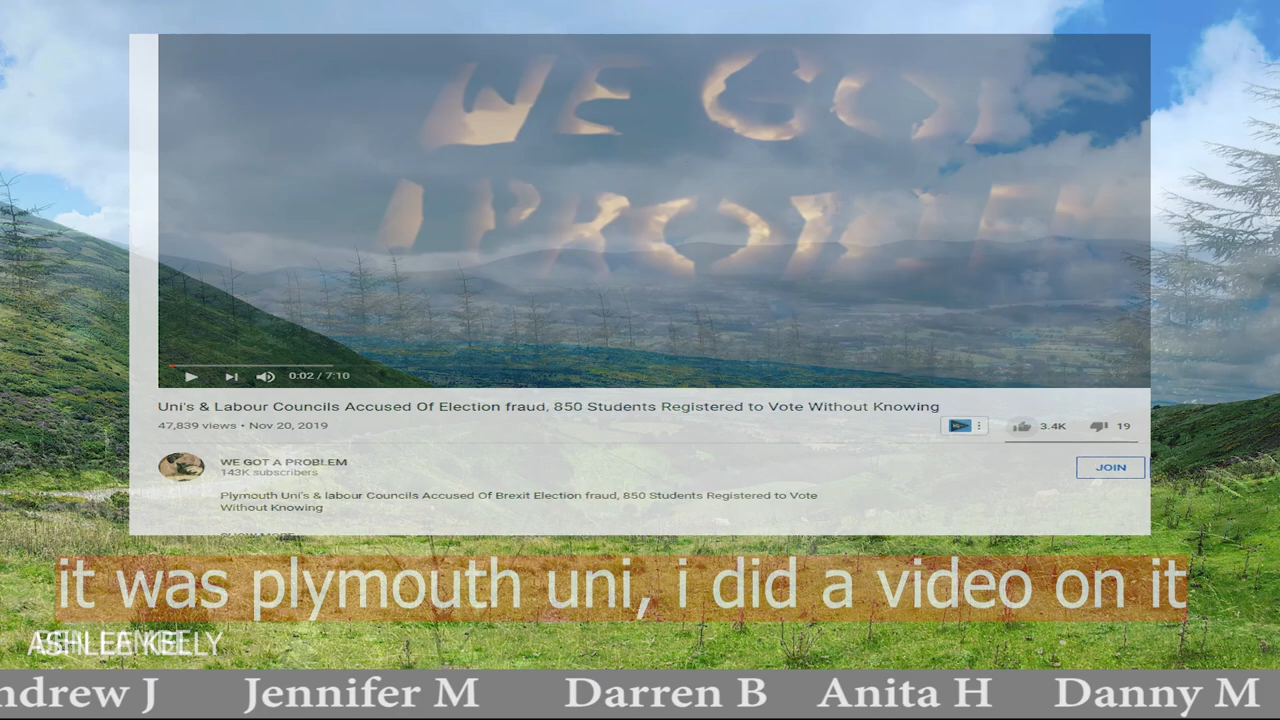 WE GOT
A PROBLEM
0:02 / 7:10
Uni's & Labour Councils Accused Of Election fraud, 850 Students Registered to Vote Without Knowing
47,839 views • Nov 20, 2019
3.4K
19
WE GOT A PROBLEM
143K subscribers
JOIN
Plymouth Uni's & labour Councils Accused Of Brexit Election fraud, 850 Students Registered to Vote
Without Knowing
it was plymouth uni, i did a video on it
ndrew J Jennifer M Darren B Anita H Danny M